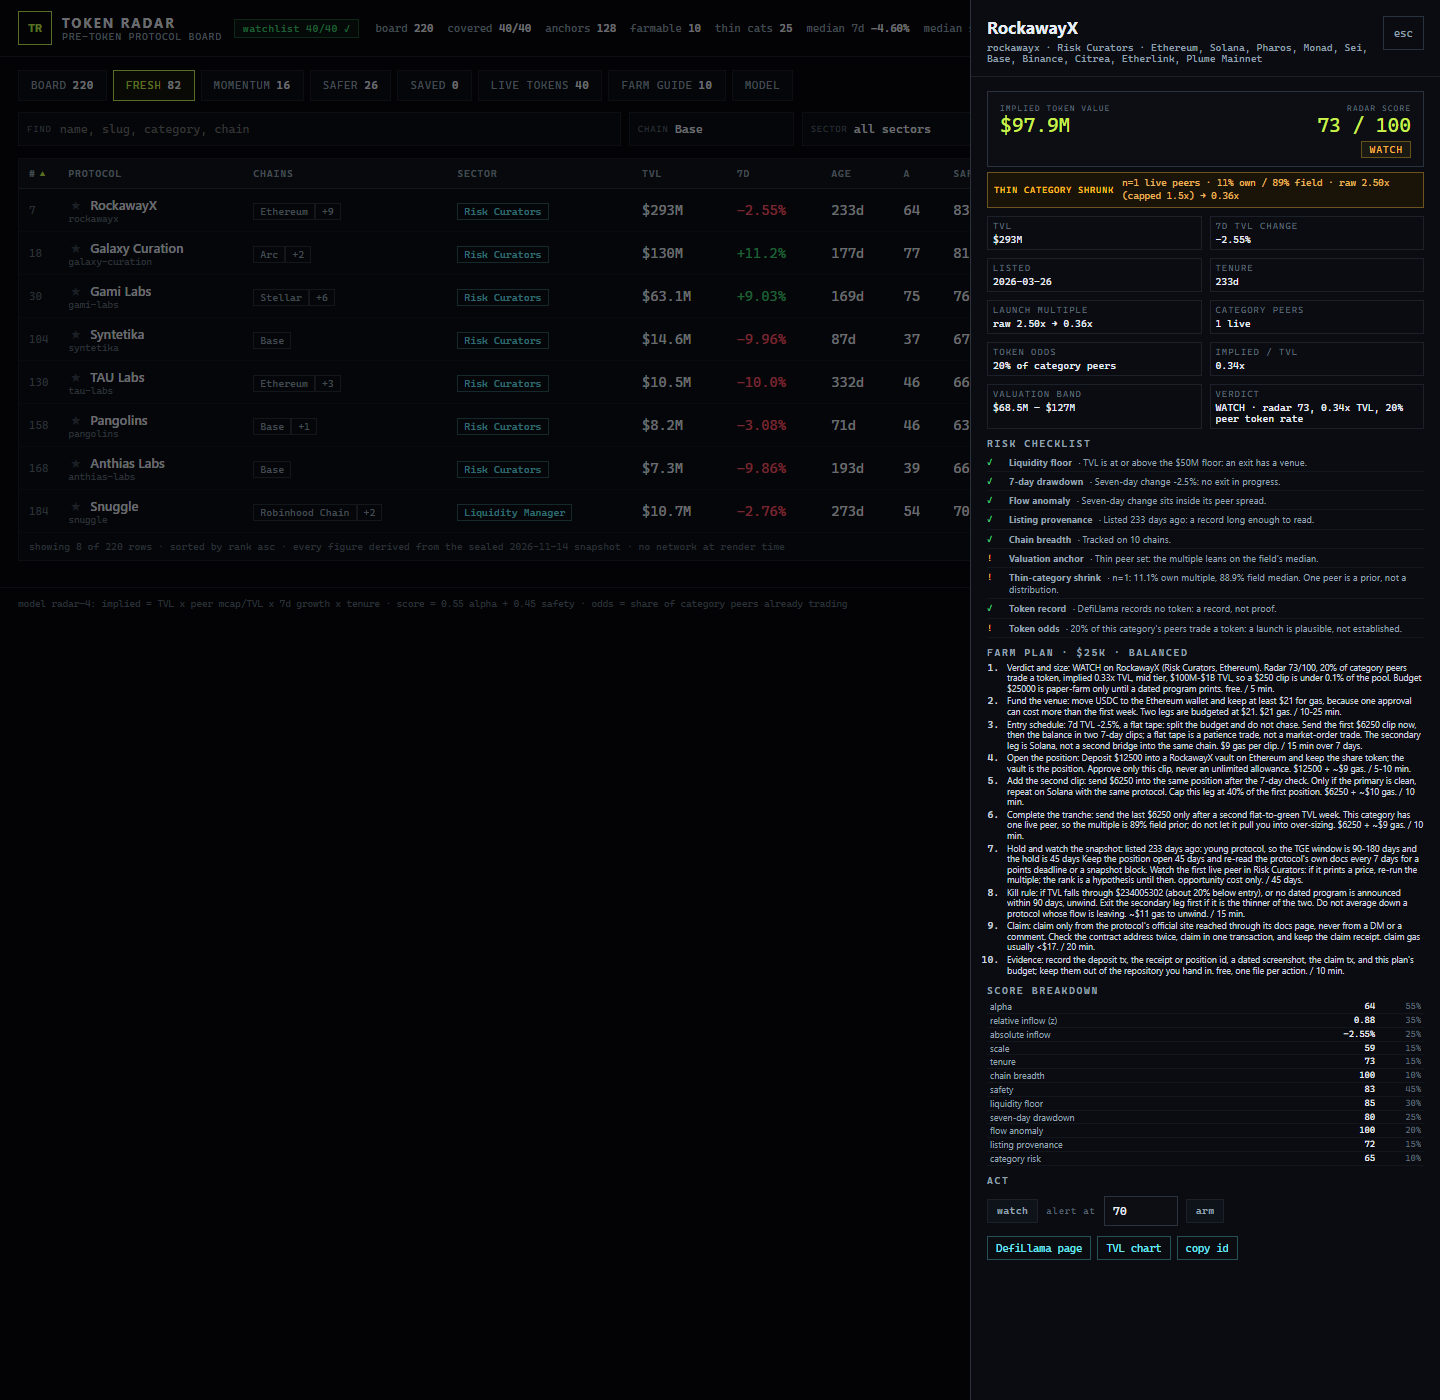 TR
TOKEN RADAR
PRE-TOKEN PROTOCOL BOARD
watchlist 40/40 ✓
board 220 covered 40/40 anchors 128 farmable 10 thin cats 25 median 7d −4.60% median
BOARD 220
FRESH 82
MOMENTUM 16
SAFER 26
SAVED 0
LIVE TOKENS 40
FARM GUIDE 10
MODEL
FIND name, slug, category, chain
CHAIN Base
SECTOR all sectors
# ▲ PROTOCOL CHAINS SECTOR TVL 7D AGE A SAF
7 ★ RockawayX Ethereum +9 Risk Curators $293M −2.55% 233d 64 83
rockawayx
18 ★ Galaxy Curation Arc +2 Risk Curators $130M +11.2% 177d 77 81
galaxy-curation
30 ★ Gami Labs Stellar +6 Risk Curators $63.1M +9.03% 169d 75 76
gami-labs
104 ★ Syntetika Base Risk Curators $14.6M −9.96% 87d 37 67
syntetika
130 ★ TAU Labs Ethereum +3 Risk Curators $10.5M −10.0% 332d 46 66
tau-labs
158 ★ Pangolins Base +1 Risk Curators $8.2M −3.08% 71d 46 63
pangolins
168 ★ Anthias Labs Base Risk Curators $7.3M −9.86% 193d 39 66
anthias-labs
184 ★ Snuggle Robinhood Chain +2 Liquidity Manager $10.7M −2.76% 273d 54 70
snuggle
showing 8 of 220 rows · sorted by rank asc · every figure derived from the sealed 2026-11-14 snapshot · no network at render time
model radar-4: implied = TVL x peer mcap/TVL x 7d growth x tenure · score = 0.55 alpha + 0.45 safety · odds = share of category peers already trading
RockawayX
esc
rockawayx · Risk Curators · Ethereum, Solana, Pharos, Monad, Sei,
Base, Binance, Citrea, Etherlink, Plume Mainnet
IMPLIED TOKEN VALUE
$97.9M
RADAR SCORE
73 / 100
WATCH
THIN CATEGORY SHRUNK n=1 live peers · 11% own / 89% field · raw 2.50x
(capped 1.5x) → 0.36x
TVL
$293M
7D TVL CHANGE
−2.55%
LISTED
2026-03-26
TENURE
233d
LAUNCH MULTIPLE
raw 2.50x → 0.36x
CATEGORY PEERS
1 live
TOKEN ODDS
20% of category peers
IMPLIED / TVL
0.34x
VALUATION BAND
$68.5M – $127M
VERDICT
WATCH · radar 73, 0.34x TVL, 20%
peer token rate
RISK CHECKLIST
✓ Liquidity floor · TVL is at or above the $50M floor: an exit has a venue.
✓ 7-day drawdown · Seven-day change -2.5%: no exit in progress.
✓ Flow anomaly · Seven-day change sits inside its peer spread.
✓ Listing provenance · Listed 233 days ago: a record long enough to read.
✓ Chain breadth · Tracked on 10 chains.
! Valuation anchor · Thin peer set: the multiple leans on the field's median.
! Thin-category shrink · n=1: 11.1% own multiple, 88.9% field median. One peer is a prior, not a
distribution.
✓ Token record · DefiLlama records no token: a record, not proof.
! Token odds · 20% of this category's peers trade a token: a launch is plausible, not established.
FARM PLAN · $25K · BALANCED
1. Verdict and size: WATCH on RockawayX (Risk Curators, Ethereum). Radar 73/100, 20% of category peers
trade a token, implied 0.33x TVL, mid tier, $100M-$1B TVL, so a $250 clip is under 0.1% of the pool. Budget
$25000 is paper-farm only until a dated program prints. free. / 5 min.
2. Fund the venue: move USDC to the Ethereum wallet and keep at least $21 for gas, because one approval
can cost more than the first week. Two legs are budgeted at $21. $21 gas. / 10-25 min.
3. Entry schedule: 7d TVL -2.5%, a flat tape: split the budget and do not chase. Send the first $6250 clip now,
then the balance in two 7-day clips; a flat tape is a patience trade, not a market-order trade. The secondary
leg is Solana, not a second bridge into the same chain. $9 gas per clip. / 15 min over 7 days.
4. Open the position: Deposit $12500 into a RockawayX vault on Ethereum and keep the share token; the
vault is the position. Approve only this clip, never an unlimited allowance. $12500 + ~$9 gas. / 5-10 min.
5. Add the second clip: send $6250 into the same position after the 7-day check. Only if the primary is clean,
repeat on Solana with the same protocol. Cap this leg at 40% of the first position. $6250 + ~$10 gas. / 10
min.
6. Complete the tranche: send the last $6250 only after a second flat-to-green TVL week. This category has
one live peer, so the multiple is 89% field prior; do not let it pull you into over-sizing. $6250 + ~$9 gas. / 10
min.
7. Hold and watch the snapshot: listed 233 days ago: young protocol, so the TGE window is 90-180 days and
the hold is 45 days Keep the position open 45 days and re-read the protocol's own docs every 7 days for a
points deadline or a snapshot block. Watch the first live peer in Risk Curators: if it prints a price, re-run the
multiple; the rank is a hypothesis until then. opportunity cost only. / 45 days.
8. Kill rule: if TVL falls through $234005302 (about 20% below entry), or no dated program is announced
within 90 days, unwind. Exit the secondary leg first if it is the thinner of the two. Do not average down a
protocol whose flow is leaving. ~$11 gas to unwind. / 15 min.
9. Claim: claim only from the protocol's official site reached through its docs page, never from a DM or a
comment. Check the contract address twice, claim in one transaction, and keep the claim receipt. claim gas
usually <$17. / 20 min.
10. Evidence: record the deposit tx, the receipt or position id, a dated screenshot, the claim tx, and this plan's
budget; keep them out of the repository you hand in. free, one file per action. / 10 min.
SCORE BREAKDOWN
alpha 64 55%
relative inflow (z) 0.88 35%
absolute inflow −2.55% 25%
scale 59 15%
tenure 73 15%
chain breadth 100 10%
safety 83 45%
liquidity floor 85 30%
seven-day drawdown 80 25%
flow anomaly 100 20%
listing provenance 72 15%
category risk 65 10%
ACT
watch alert at 70 arm
DefiLlama page
TVL chart
copy id